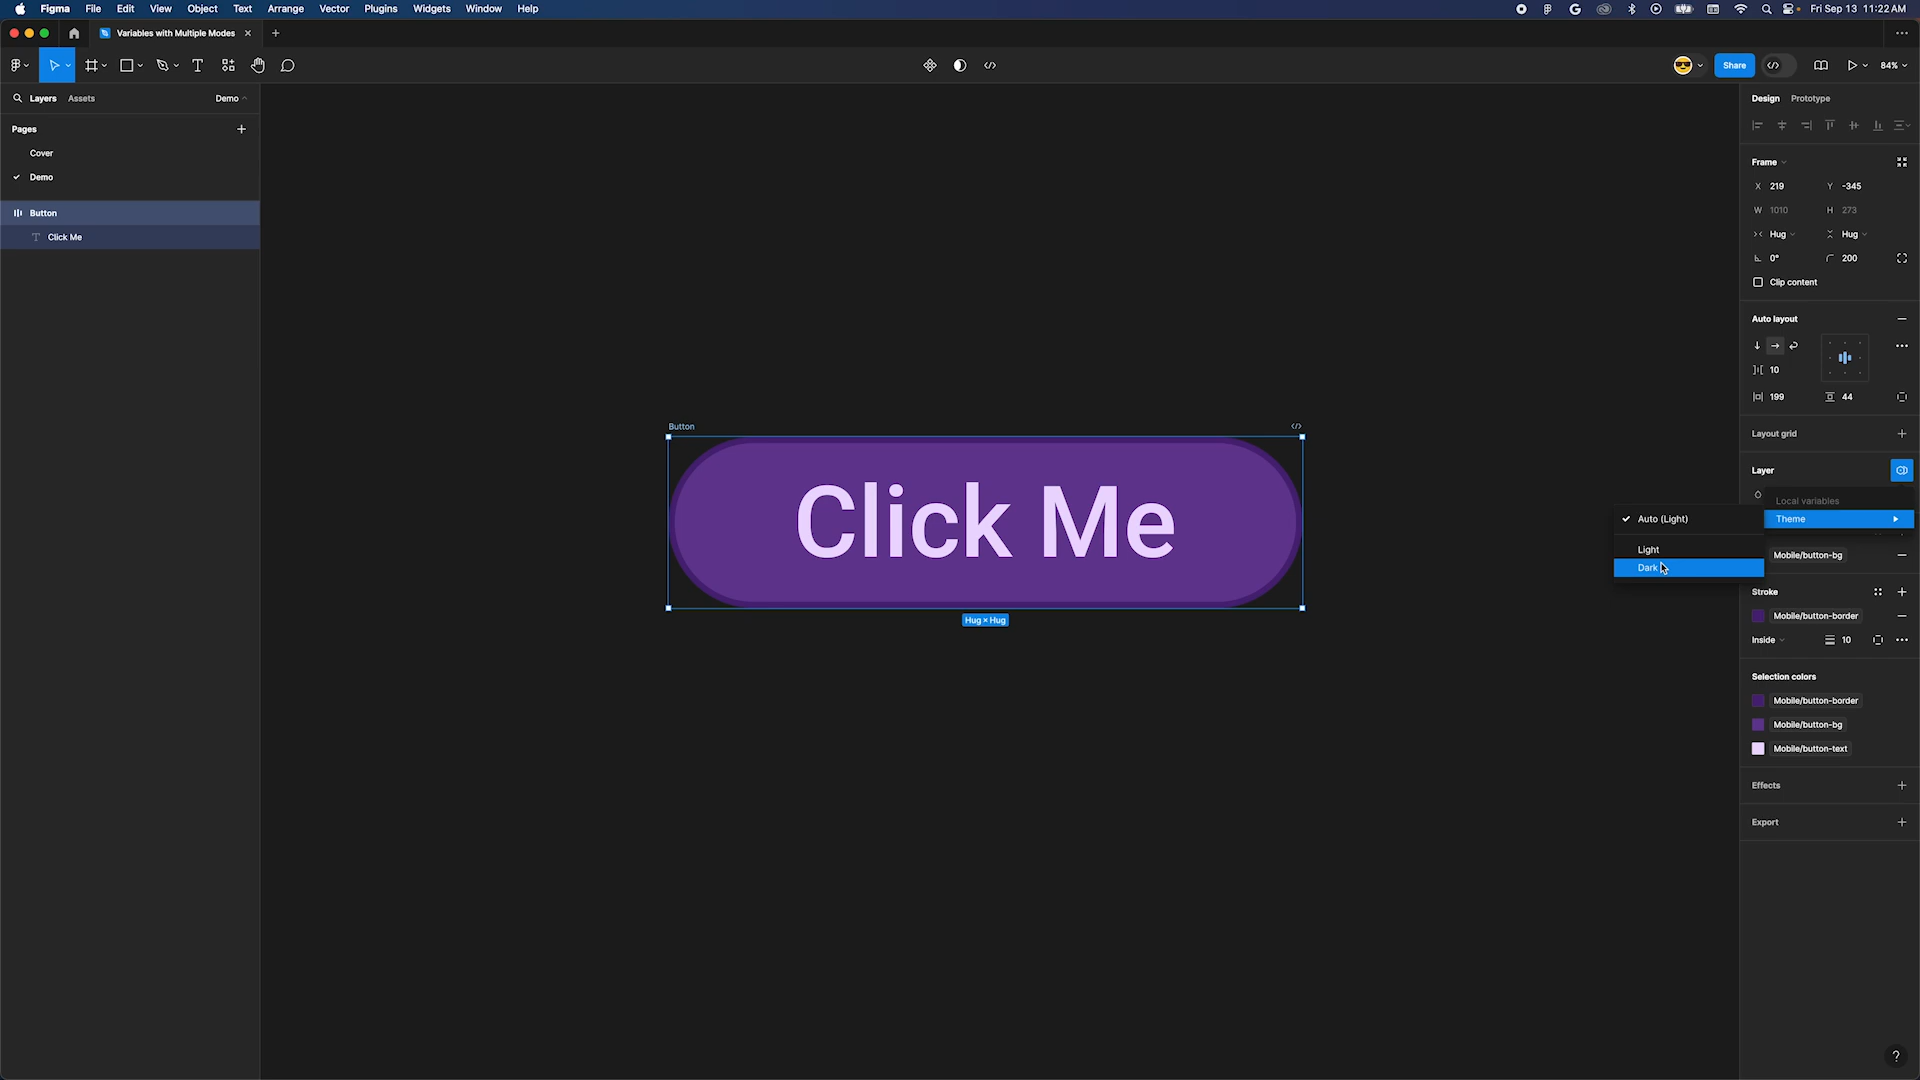 Figma File Edit View Object Text Arrange Vector Plugins Widgets Window Help Fri Sep 13 11:22 AM
Variables with Multiple Modes
Share 84%
Layers Assets Demo
Pages
Cover
Demo
Button
Click Me
Button
Click Me
Hug × Hug
Design Prototype
Frame
X 219 Y -345
W 1010 H 273
Hug Hug
0° 200
Clip content
Auto layout
10
199 44
Layout grid
Layer
Local variables
Theme
Auto (Light)
Light
Dark
Mobile/button-bg
Stroke
Mobile/button-border
Inside 10
Selection colors
Mobile/button-border
Mobile/button-bg
Mobile/button-text
Effects
Export
?